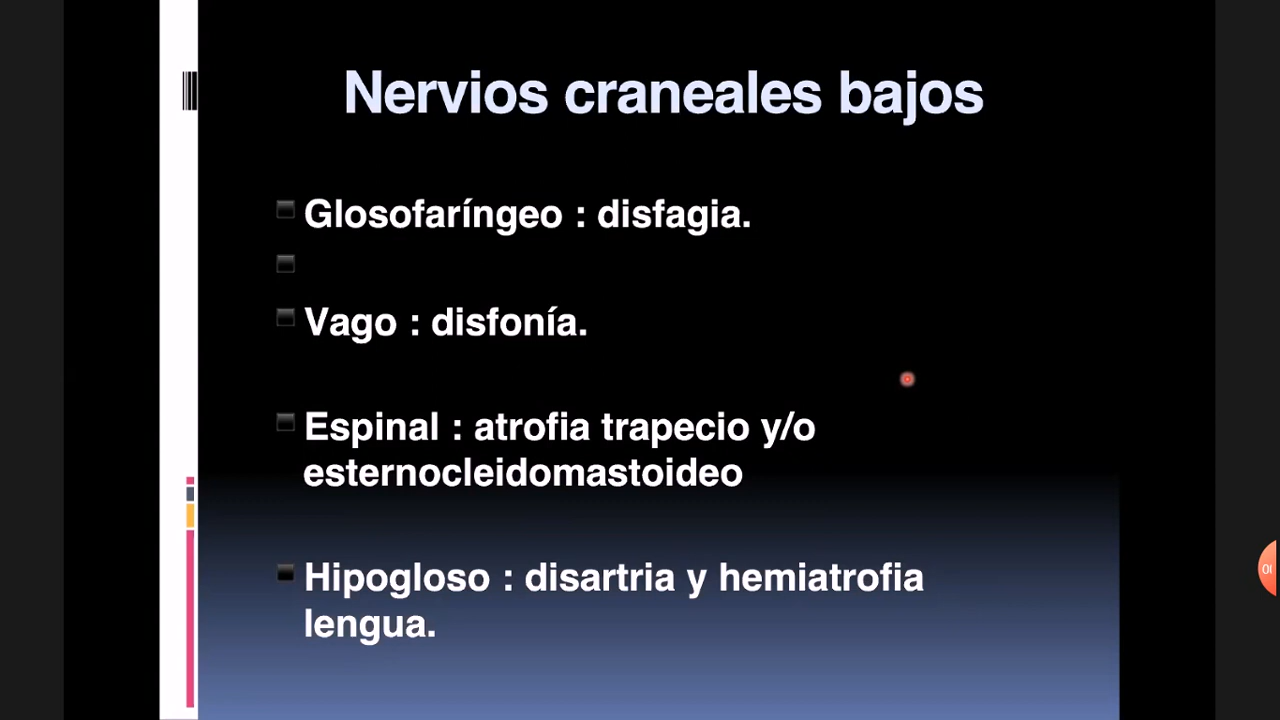 Nervios craneales bajos
Glosofaríngeo : disfagia.
Vago : disfonía.
Espinal : atrofia trapecio y/o
esternocleidomastoideo
Hipogloso : disartria y hemiatrofia
lengua.